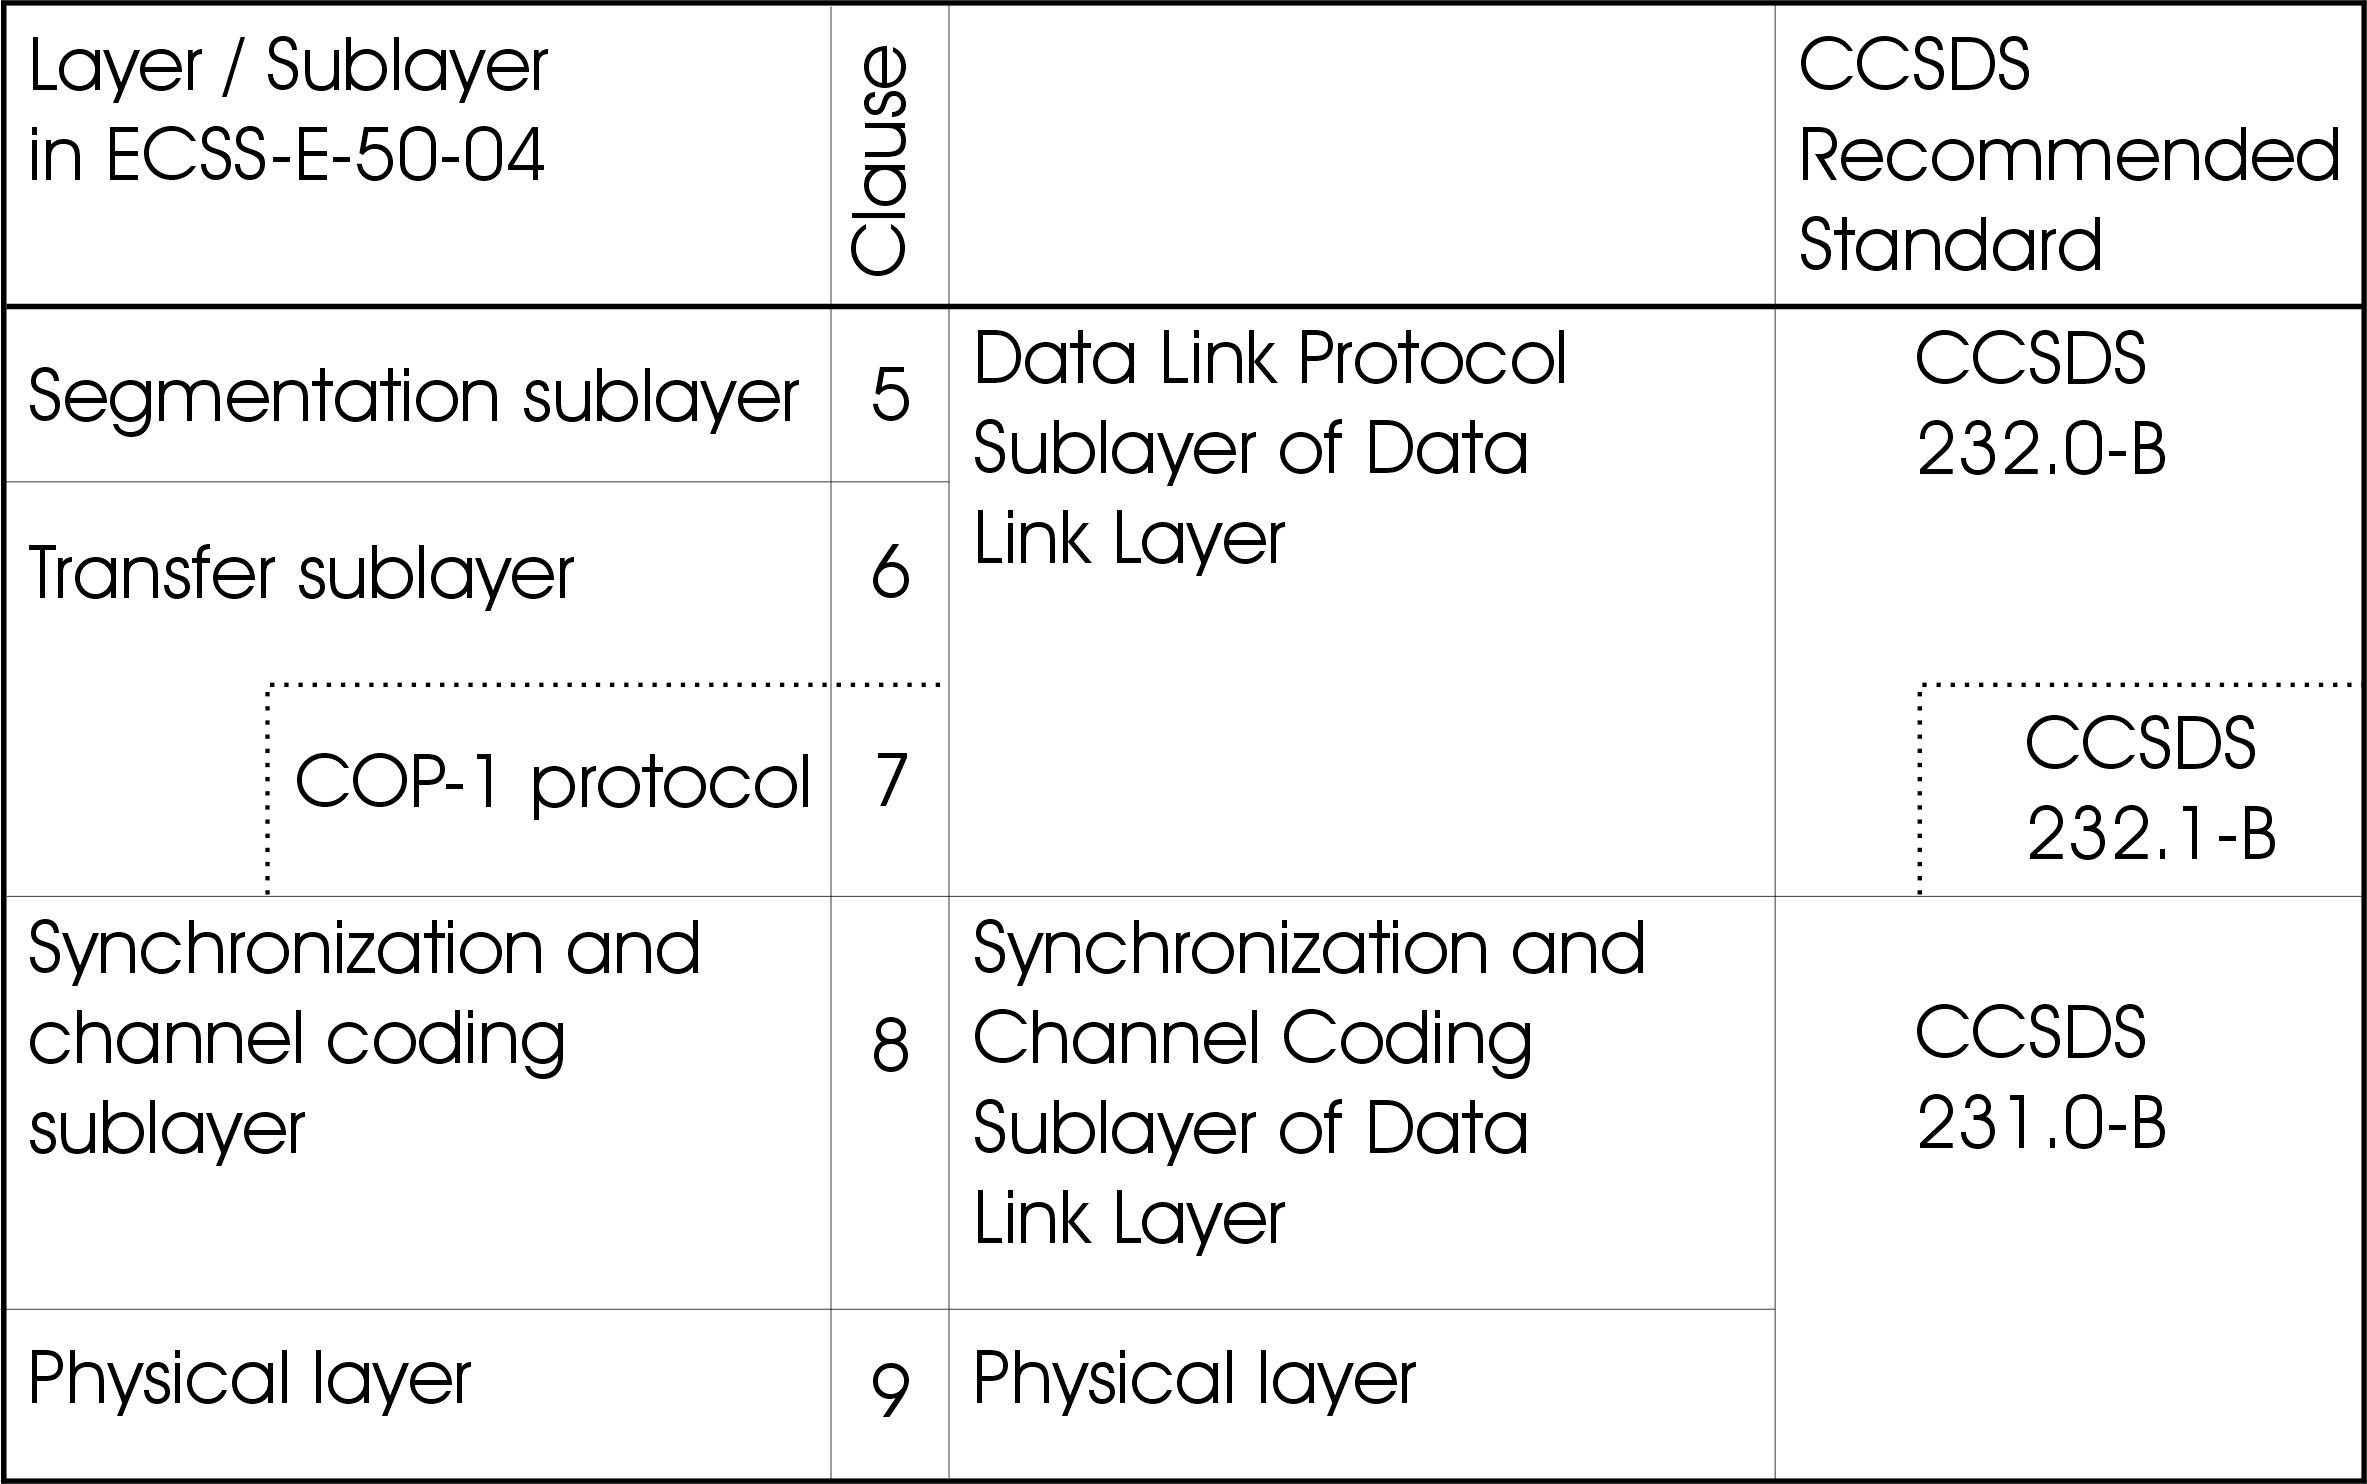 Layer / Sublayer
in ECSS-E-50-04
Clause
CCSDS
Recommended
Standard
Segmentation sublayer
5
Data Link Protocol
Sublayer of Data
Link Layer
CCSDS
232.0-B
Transfer sublayer
6
COP-1 protocol
7
CCSDS
232.1-B
Synchronization and
channel coding
sublayer
8
Synchronization and
Channel Coding
Sublayer of Data
Link Layer
CCSDS
231.0-B
Physical layer
9
Physical layer